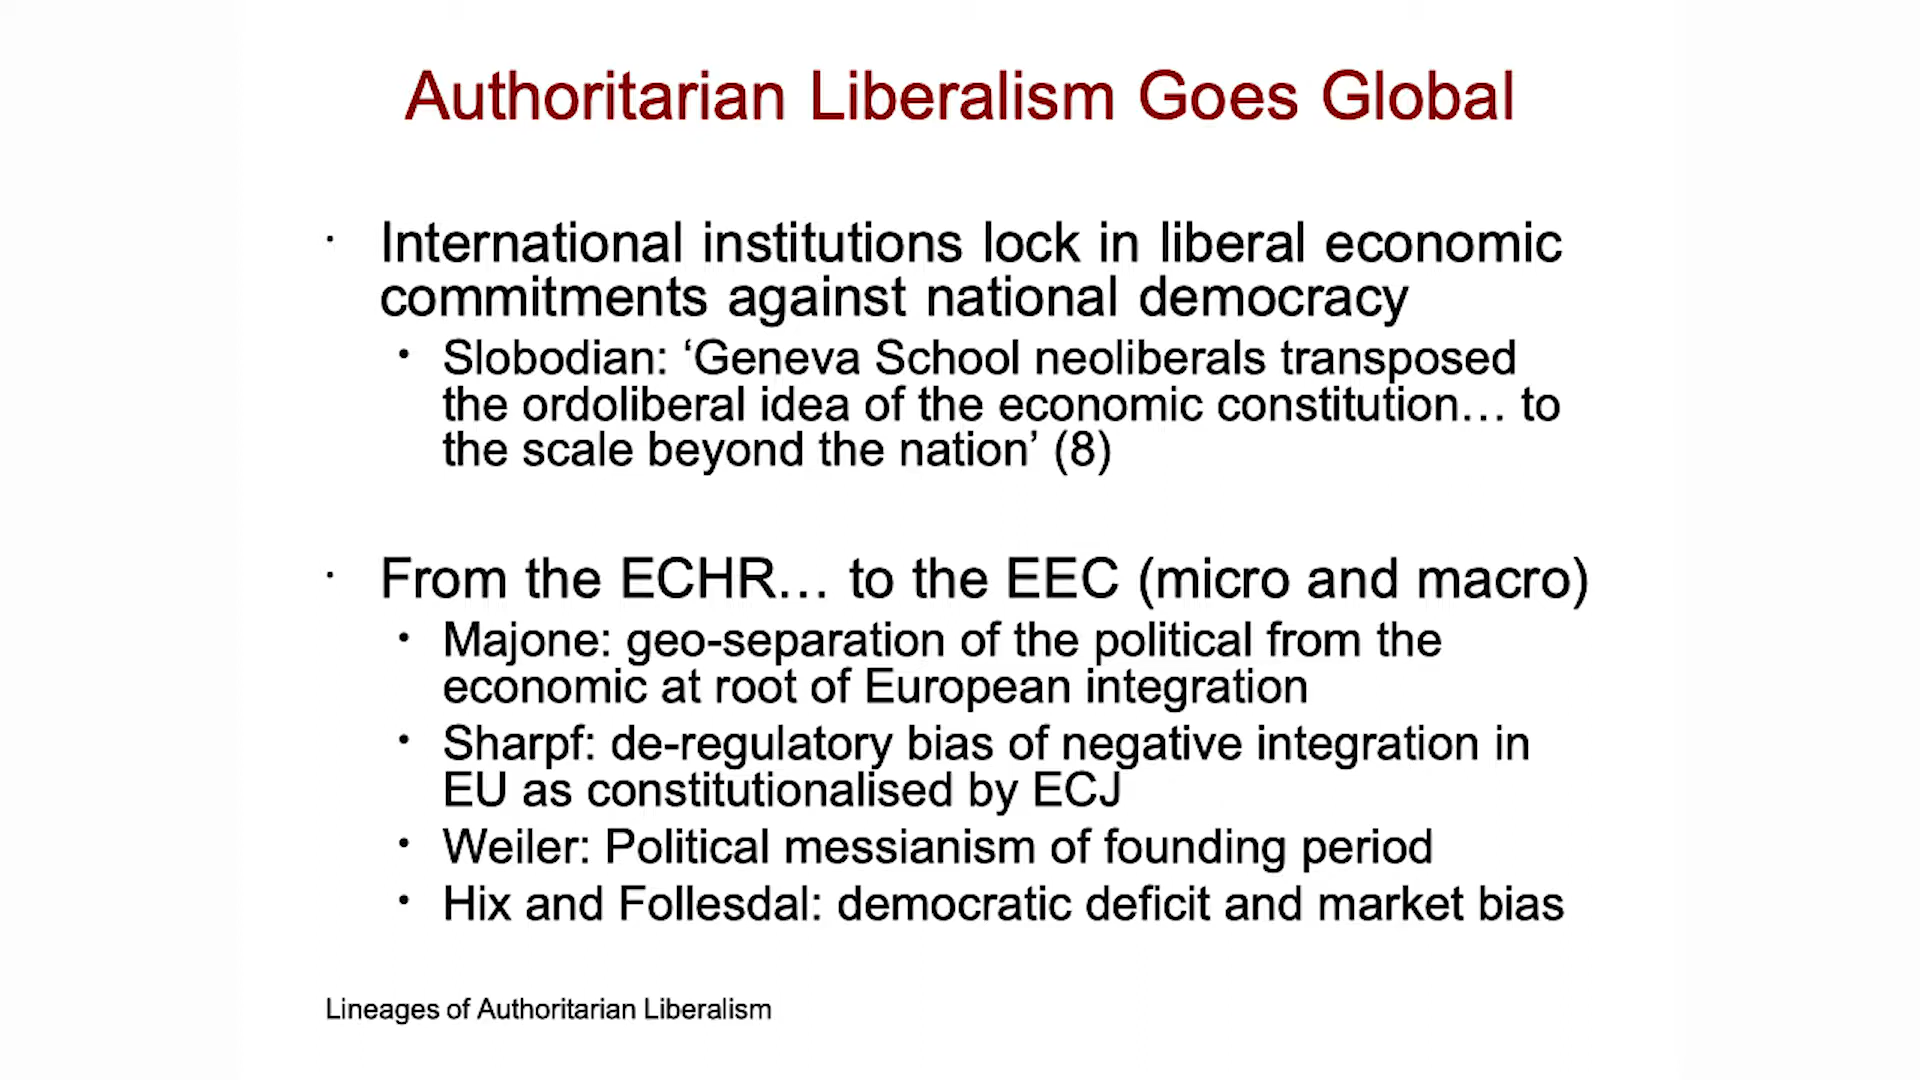 Authoritarian Liberalism Goes Global
· International institutions lock in liberal economic
commitments against national democracy
• Slobodian: ‘Geneva School neoliberals transposed
the ordoliberal idea of the economic constitution… to
the scale beyond the nation’ (8)
· From the ECHR… to the EEC (micro and macro)
• Majone: geo-separation of the political from the
economic at root of European integration
• Sharpf: de-regulatory bias of negative integration in
EU as constitutionalised by ECJ
• Weiler: Political messianism of founding period
• Hix and Follesdal: democratic deficit and market bias
Lineages of Authoritarian Liberalism